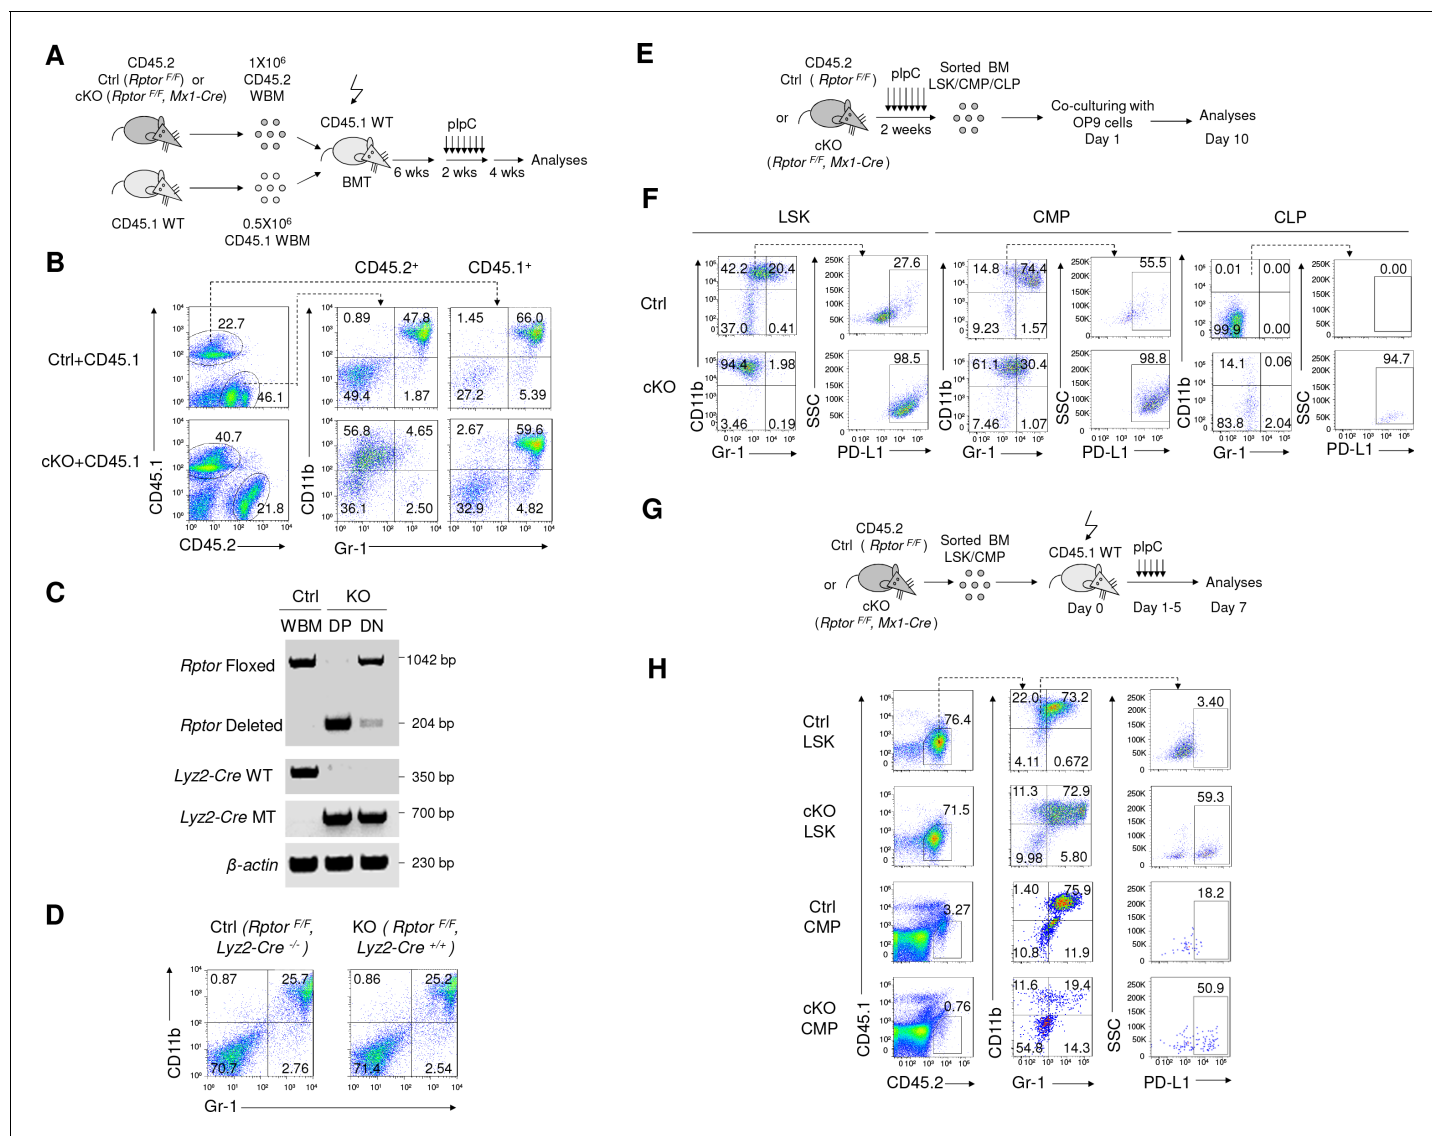 A
CD45.2
Ctrl (Rptor F/F) or
cKO (Rptor F/F, Mx1-Cre)
1X10⁶
CD45.2
WBM
CD45.1 WT
pIpC
BMT
6 wks
2 wks
4 wks
Analyses
CD45.1 WT
0.5X10⁶
CD45.1 WBM
B
CD45.2⁺
CD45.1⁺
Ctrl+CD45.1
22.7
46.1
0.89
47.8
49.4
1.87
1.45
66.0
27.2
5.39
cKO+CD45.1
40.7
21.8
56.8
4.65
36.1
2.50
2.67
59.6
32.9
4.82
CD45.1
CD11b
CD45.2
Gr-1
C
Ctrl
KO
WBM
DP
DN
Rptor Floxed
1042 bp
Rptor Deleted
204 bp
Lyz2-Cre WT
350 bp
Lyz2-Cre MT
700 bp
β-actin
230 bp
D
Ctrl (Rptor F/F,
Lyz2-Cre -/-)
KO (Rptor F/F,
Lyz2-Cre +/+)
0.87
25.7
70.7
2.76
0.86
25.2
71.4
2.54
CD11b
Gr-1
E
CD45.2
Ctrl (Rptor F/F)
or
cKO
(Rptor F/F, Mx1-Cre)
pIpC
2 weeks
Sorted BM
LSK/CMP/CLP
Co-culturing with
OP9 cells
Day 1
Analyses
Day 10
F
LSK
CMP
CLP
Ctrl
42.2
20.4
37.0
0.41
27.6
14.8
74.4
9.23
1.57
55.5
0.01
0.00
99.9
0.00
0.00
cKO
94.4
1.98
3.46
0.19
98.5
61.1
30.4
7.46
1.07
98.8
14.1
0.06
83.8
2.04
94.7
CD11b
SSC
CD11b
SSC
CD11b
SSC
Gr-1
PD-L1
Gr-1
PD-L1
Gr-1
PD-L1
G
CD45.2
Ctrl (Rptor F/F)
or
cKO
(Rptor F/F, Mx1-Cre)
Sorted BM
LSK/CMP
CD45.1 WT
Day 0
pIpC
Day 1-5
Analyses
Day 7
H
Ctrl
LSK
76.4
22.0
73.2
4.11
0.672
3.40
cKO
LSK
71.5
11.3
72.9
9.98
5.80
59.3
Ctrl
CMP
3.27
1.40
75.9
10.8
11.9
18.2
cKO
CMP
0.76
11.6
19.4
54.8
14.3
50.9
CD45.1
CD11b
SSC
CD45.2
Gr-1
PD-L1